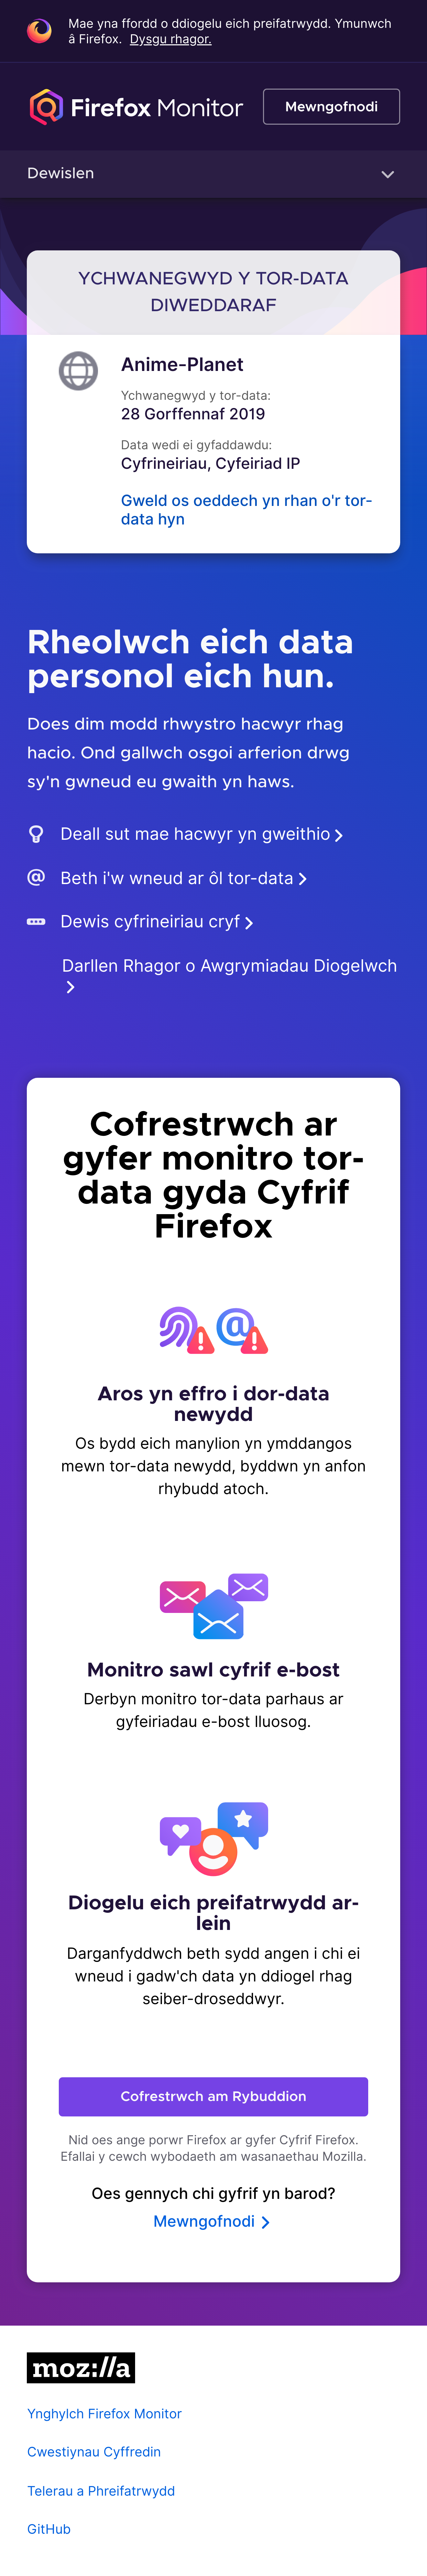 Mae yna ffordd o ddiogelu eich preifatrwydd. Ymunwch
â Firefox. Dysgu rhagor.
Firefox Monitor
Mewngofnodi
Dewislen
YCHWANEGWYD Y TOR-DATA
DIWEDDARAF
Anime-Planet
Ychwanegwyd y tor-data:
28 Gorffennaf 2019
Data wedi ei gyfaddawdu:
Cyfrineiriau, Cyfeiriad IP
Gweld os oeddech yn rhan o'r tor-
data hyn
Rheolwch eich data
personol eich hun.
Does dim modd rhwystro hacwyr rhag
hacio. Ond gallwch osgoi arferion drwg
sy'n gwneud eu gwaith yn haws.
Deall sut mae hacwyr yn gweithio
Beth i'w wneud ar ôl tor-data
Dewis cyfrineiriau cryf
Darllen Rhagor o Awgrymiadau Diogelwch
Cofrestrwch ar
gyfer monitro tor-
data gyda Cyfrif
Firefox
Aros yn effro i dor-data
newydd
Os bydd eich manylion yn ymddangos
mewn tor-data newydd, byddwn yn anfon
rhybudd atoch.
Monitro sawl cyfrif e-bost
Derbyn monitro tor-data parhaus ar
gyfeiriadau e-bost lluosog.
Diogelu eich preifatrwydd ar-
lein
Darganfyddwch beth sydd angen i chi ei
wneud i gadw'ch data yn ddiogel rhag
seiber-droseddwyr.
Cofrestrwch am Rybuddion
Nid oes ange porwr Firefox ar gyfer Cyfrif Firefox.
Efallai y cewch wybodaeth am wasanaethau Mozilla.
Oes gennych chi gyfrif yn barod?
Mewngofnodi
moz://a
Ynghylch Firefox Monitor
Cwestiynau Cyffredin
Telerau a Phreifatrwydd
GitHub